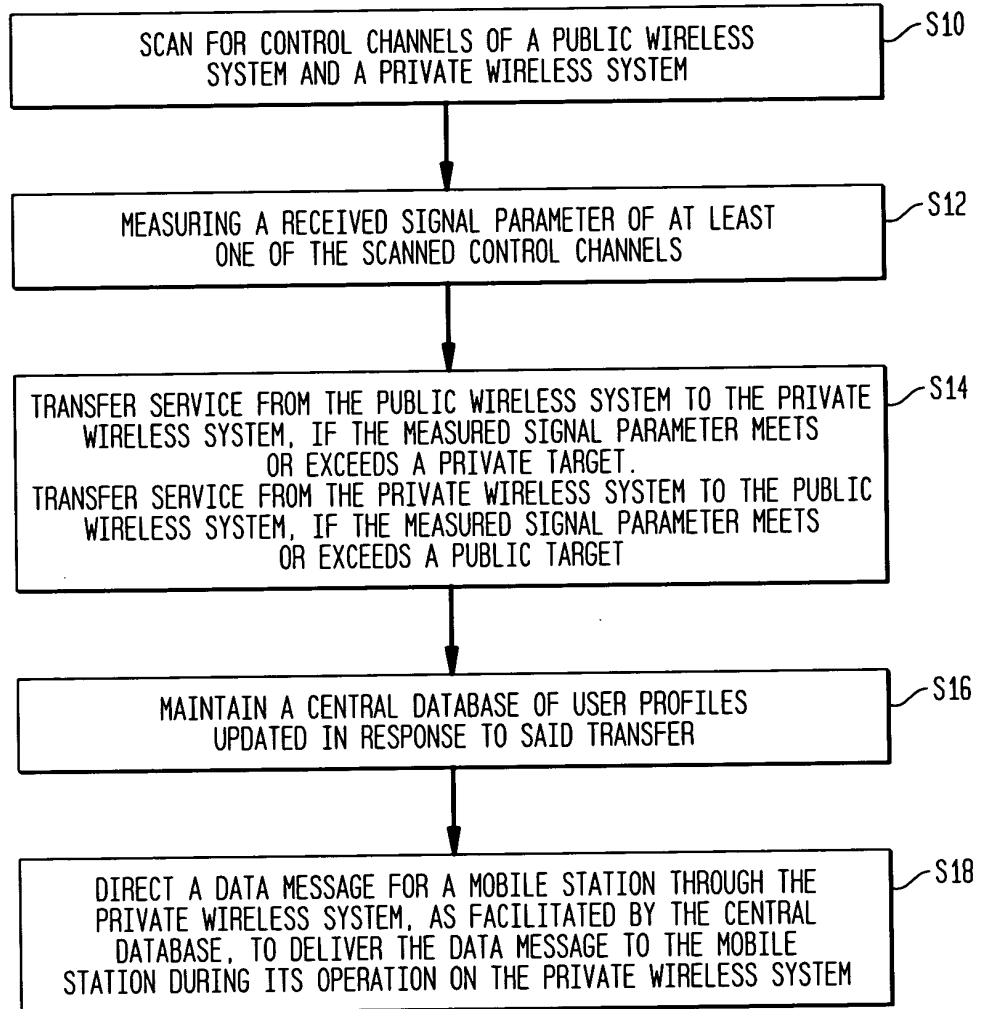 SCAN FOR CONTROL CHANNELS OF A PUBLIC WIRELESS
SYSTEM AND A PRIVATE WIRELESS SYSTEM
S10
MEASURING A RECEIVED SIGNAL PARAMETER OF AT LEAST
ONE OF THE SCANNED CONTROL CHANNELS
S12
TRANSFER SERVICE FROM THE PUBLIC WIRELESS SYSTEM TO THE PRIVATE
WIRELESS SYSTEM, IF THE MEASURED SIGNAL PARAMETER MEETS
OR EXCEEDS A PRIVATE TARGET.
TRANSFER SERVICE FROM THE PRIVATE WIRELESS SYSTEM TO THE PUBLIC
WIRELESS SYSTEM, IF THE MEASURED SIGNAL PARAMETER MEETS
OR EXCEEDS A PUBLIC TARGET
S14
MAINTAIN A CENTRAL DATABASE OF USER PROFILES
UPDATED IN RESPONSE TO SAID TRANSFER
S16
DIRECT A DATA MESSAGE FOR A MOBILE STATION THROUGH THE
PRIVATE WIRELESS SYSTEM, AS FACILITATED BY THE CENTRAL
DATABASE, TO DELIVER THE DATA MESSAGE TO THE MOBILE
STATION DURING ITS OPERATION ON THE PRIVATE WIRELESS SYSTEM
S18